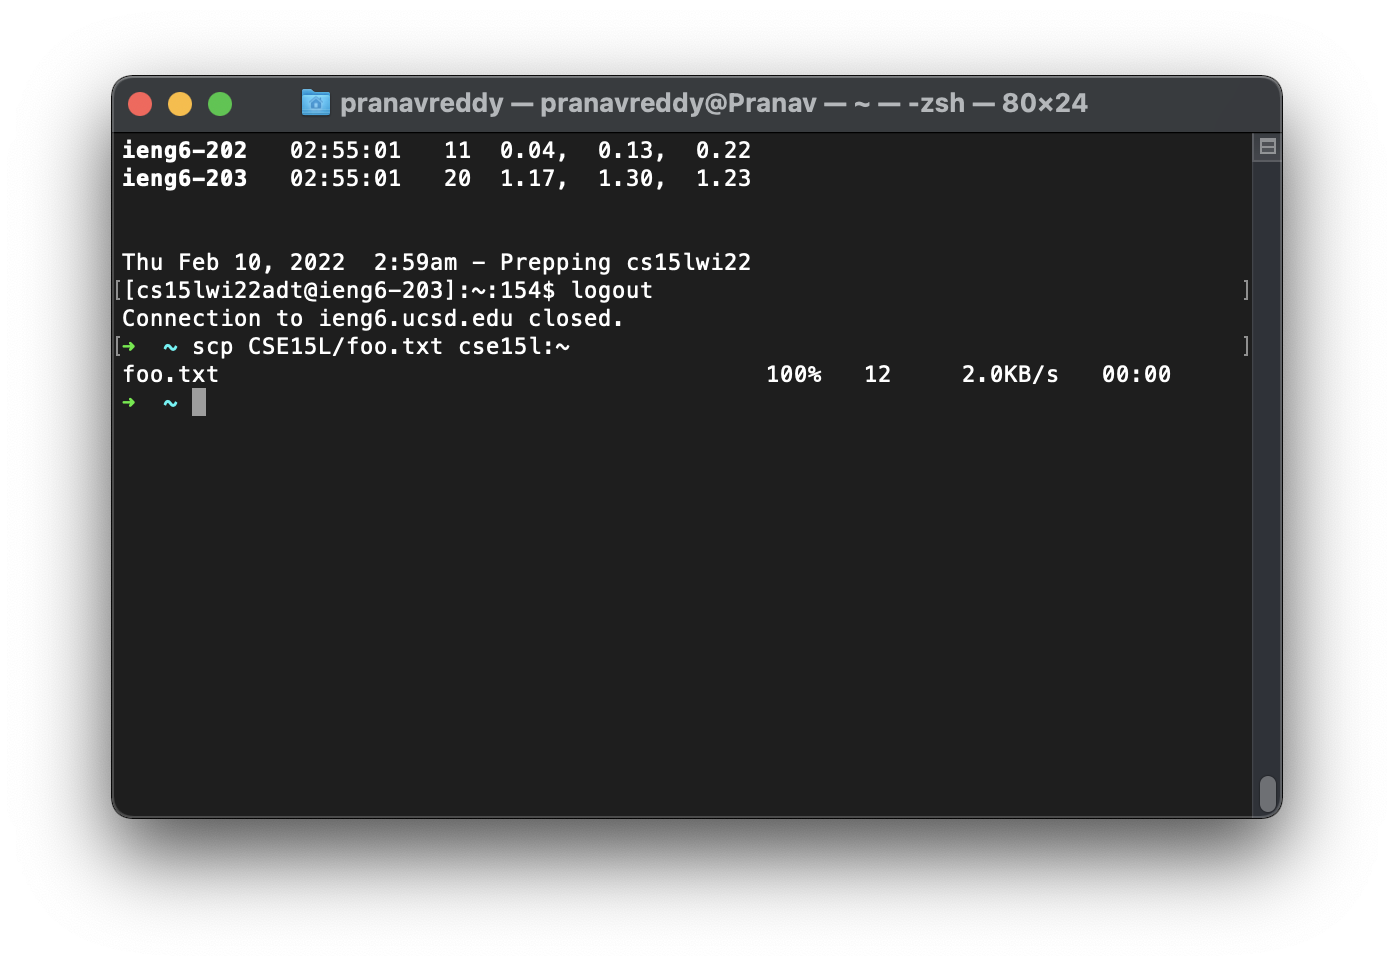 pranavreddy — pranavreddy@Pranav — ~ — -zsh — 80×24
ieng6-202   02:55:01   11  0.04,  0.13,  0.22
ieng6-203   02:55:01   20  1.17,  1.30,  1.23
Thu Feb 10, 2022  2:59am - Prepping cs15lwi22
[[cs15lwi22adt@ieng6-203]:~:154$ logout ]
Connection to ieng6.ucsd.edu closed.
[➜  ~ scp CSE15L/foo.txt cse15l:~ ]
foo.txt                                       100%   12     2.0KB/s   00:00
➜  ~